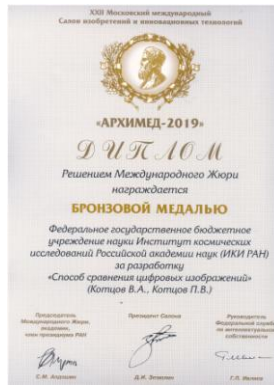 XXII Московский международный
Салон изобретений и инновационных технологий
«АРХИМЕД-2019»
ДИПЛОМ
Решением Международного Жюри
награждается
БРОНЗОВОЙ МЕДАЛЬЮ
Федеральное государственное бюджетное
учреждение науки Институт космических
исследований Российской академии наук (ИКИ РАН)
за разработку
«Способ сравнения цифровых изображений»
(Котцов В.А., Котцов П.В.)
Председатель
Международного Жюри,
академик,
член президиума РАН
Президент Салона
Руководитель
Федеральной службы
по интеллектуальной
собственности
С.М. Алдошин
Д.И. Зезюлин
Г.П. Ивлиев